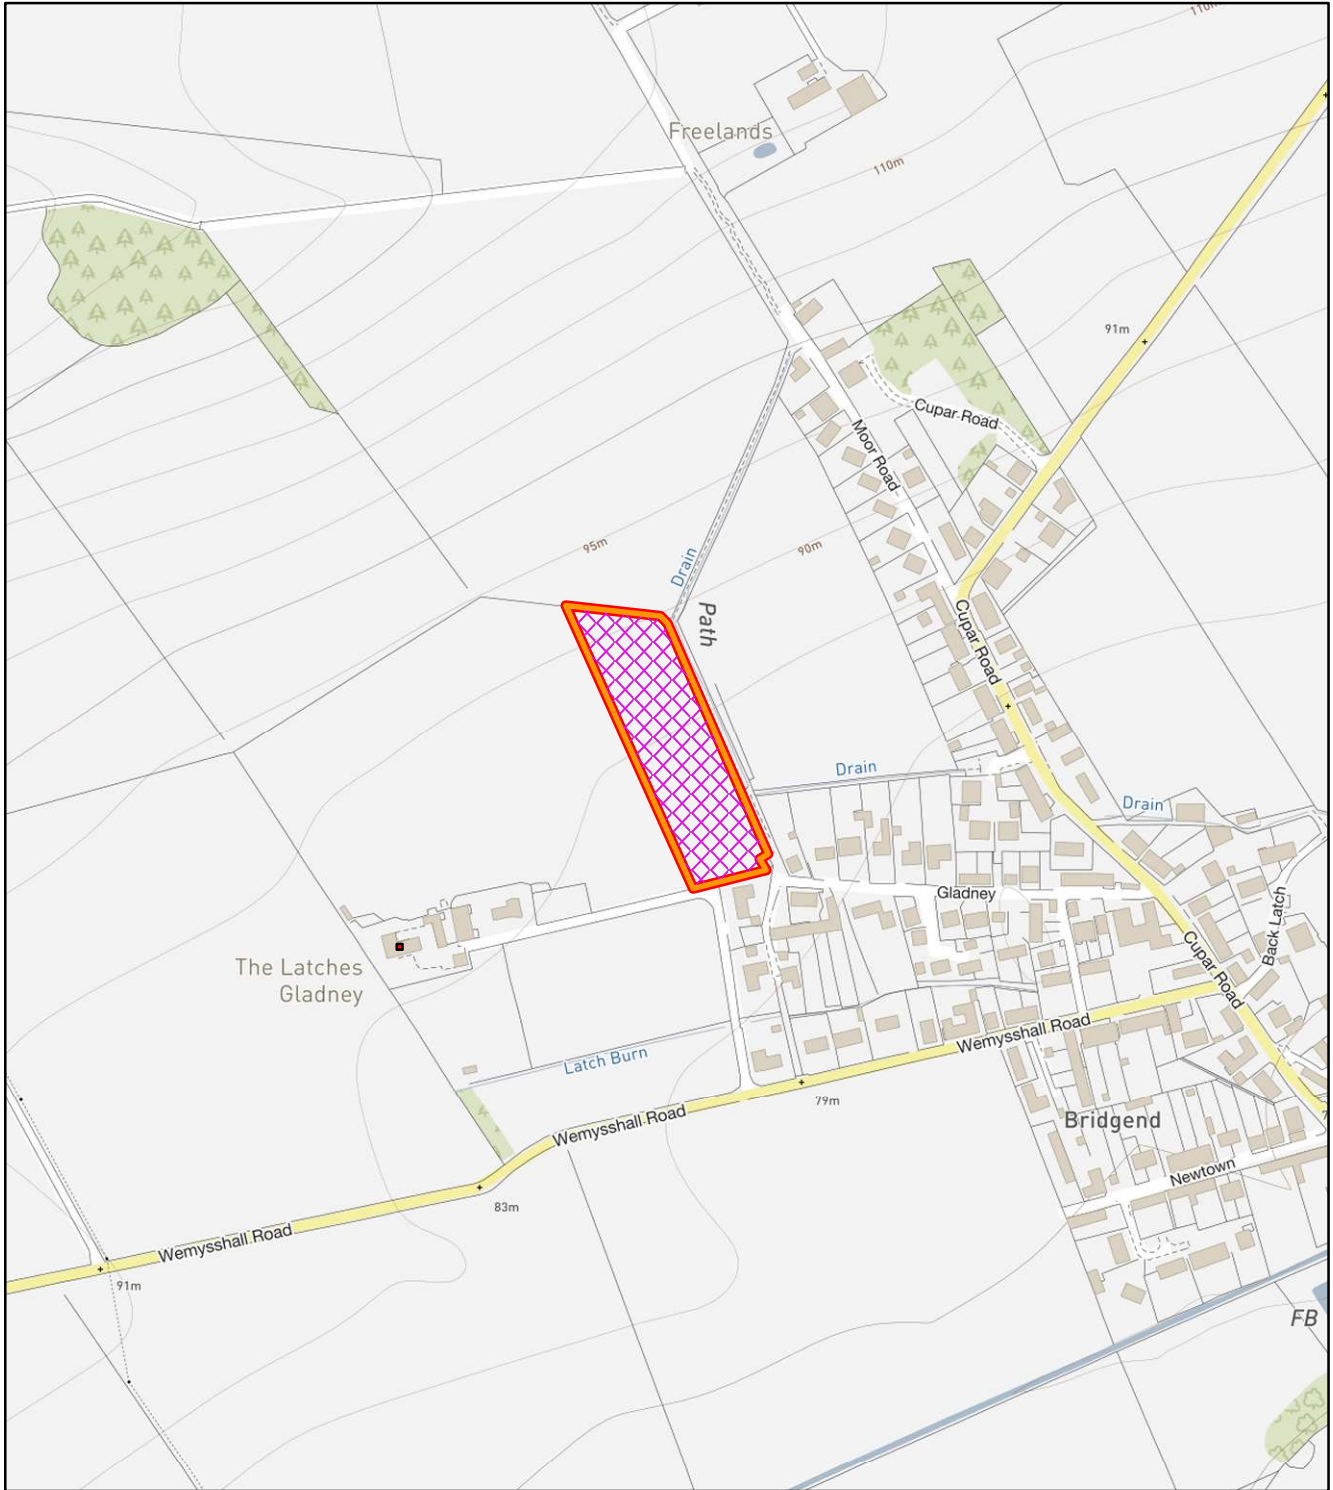 110m
Freelands
110m
91m
Cupar Road
Moor Road
95m
90m
Drain
Path
Cupar Road
Drain
Drain
Gladney
Back Latch
Cupar Road
The Latches
Gladney
Latch Burn
Wemysshall Road
79m
Wemysshall Road
Bridgend
Newtown
83m
Wemysshall Road
91m
FB